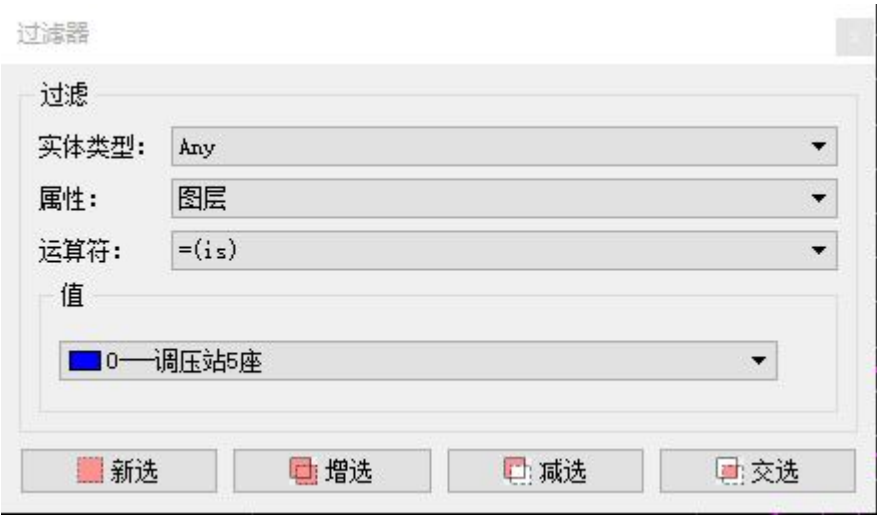 过滤器
过滤
实体类型: Any
属性: 图层
运算符: =(is)
值
0——调压站5座
新选 增选 减选 交选